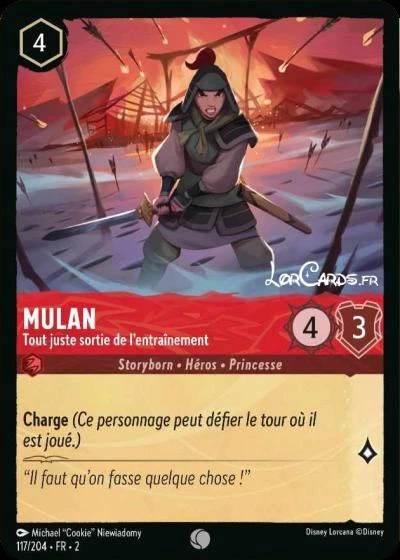 4
LORCARDS.FR
MULAN
Tout juste sortie de l'entraînement
4
3
Storyborn • Héros • Princesse
Charge (Ce personnage peut défier le tour où il
est joué.)
"Il faut qu'on fasse quelque chose !"
Michael "Cookie" Niewiadomy
117/204 • FR • 2
Disney Lorcana ©Disney